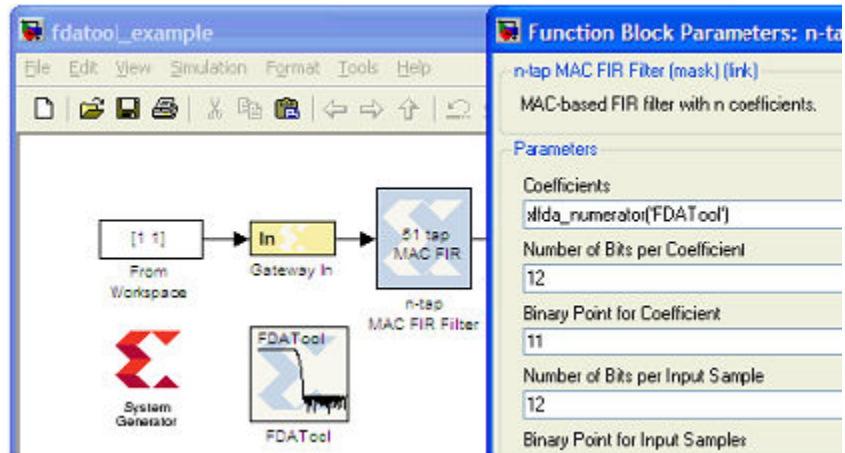 fdatool_example
File Edit View Simulation Format Tools Help
[1 1]
From
Workspace
In
Gateway In
51 tap
MAC FIR
n-tap
MAC FIR Filter
System
Generator
FDATool
FDATool
Function Block Parameters: n-ta
n-tap MAC FIR Filter (mask) (link)
MAC-based FIR filter with n coefficients.
Parameters
Coefficients
xlfda_numerator('FDATool')
Number of Bits per Coefficient
12
Binary Point for Coefficient
11
Number of Bits per Input Sample
12
Binary Point for Input Samples